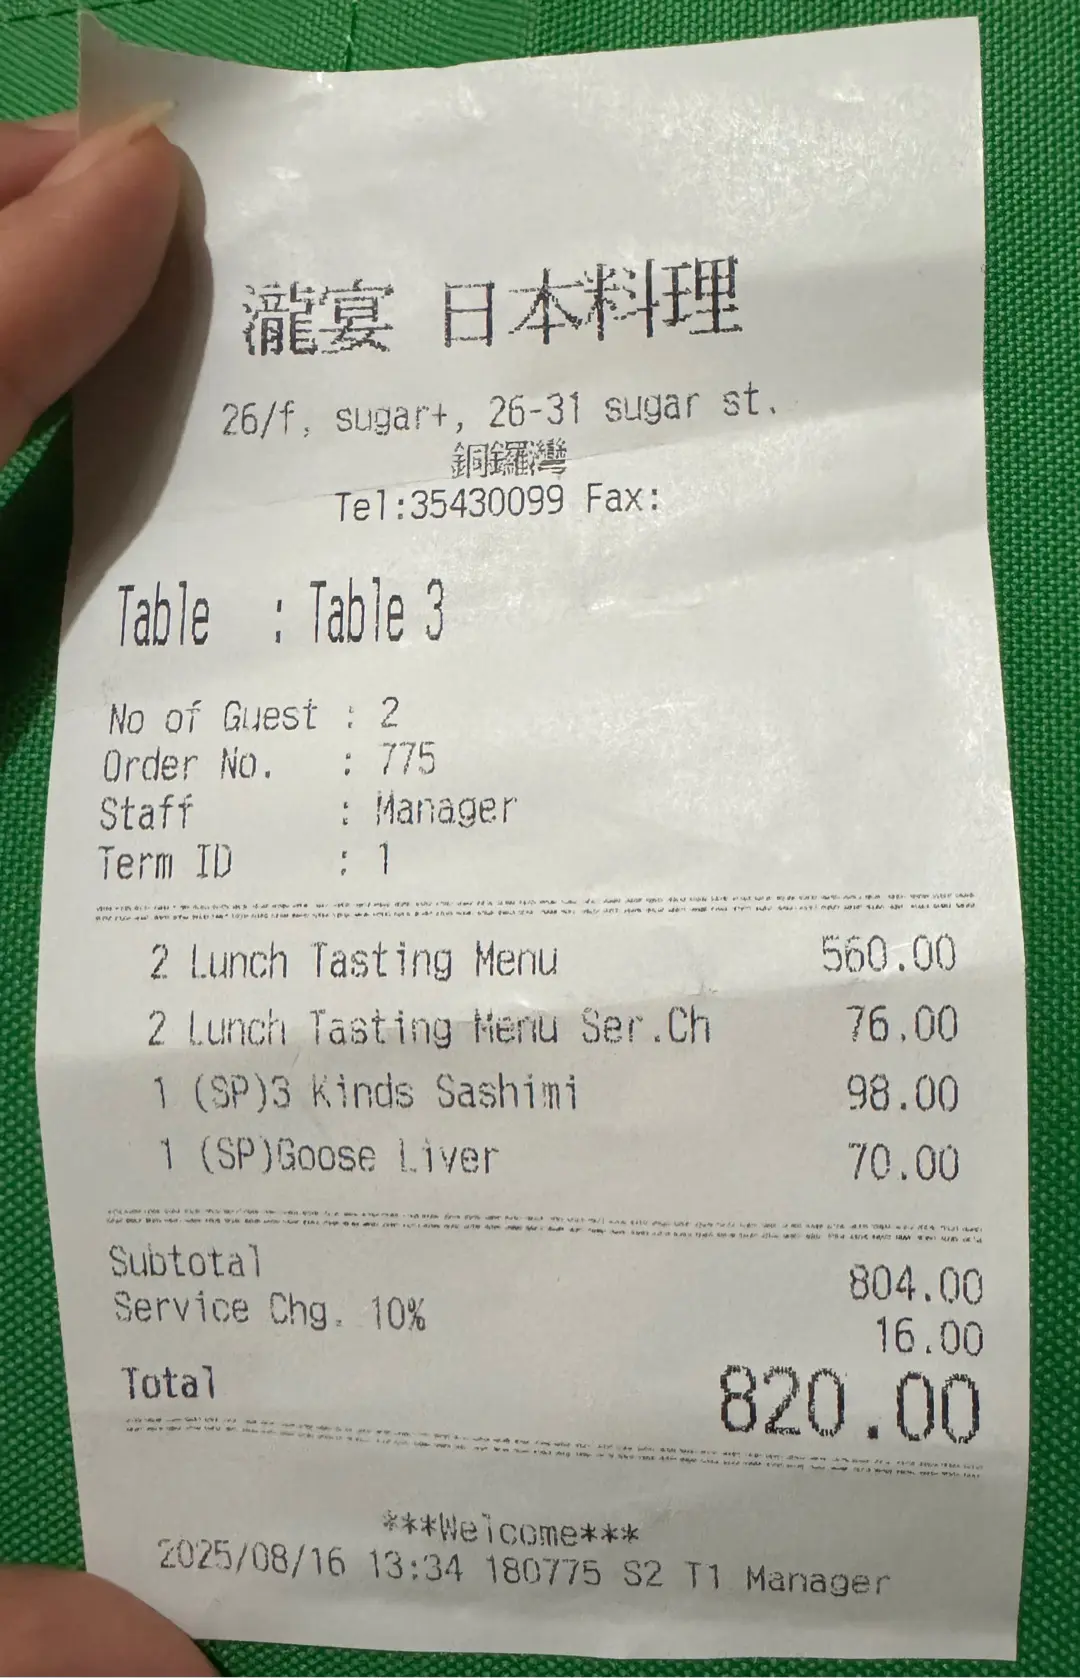 瀧宴 日本料理
26/f, sugar+, 26-31 sugar st.
銅鑼灣
Tel:35430099 Fax:
Table : Table 3
No of Guest : 2
Order No. : 775
Staff : Manager
Term ID : 1
2 Lunch Tasting Menu 560.00
2 Lunch Tasting Menu Ser.Ch 76.00
1 (SP)3 Kinds Sashimi 98.00
1 (SP)Goose Liver 70.00
Subtotal 804.00
Service Chg. 10% 16.00
Total 820.00
***Welcome***
2025/08/16 13:34 180775 S2 T1 Manager